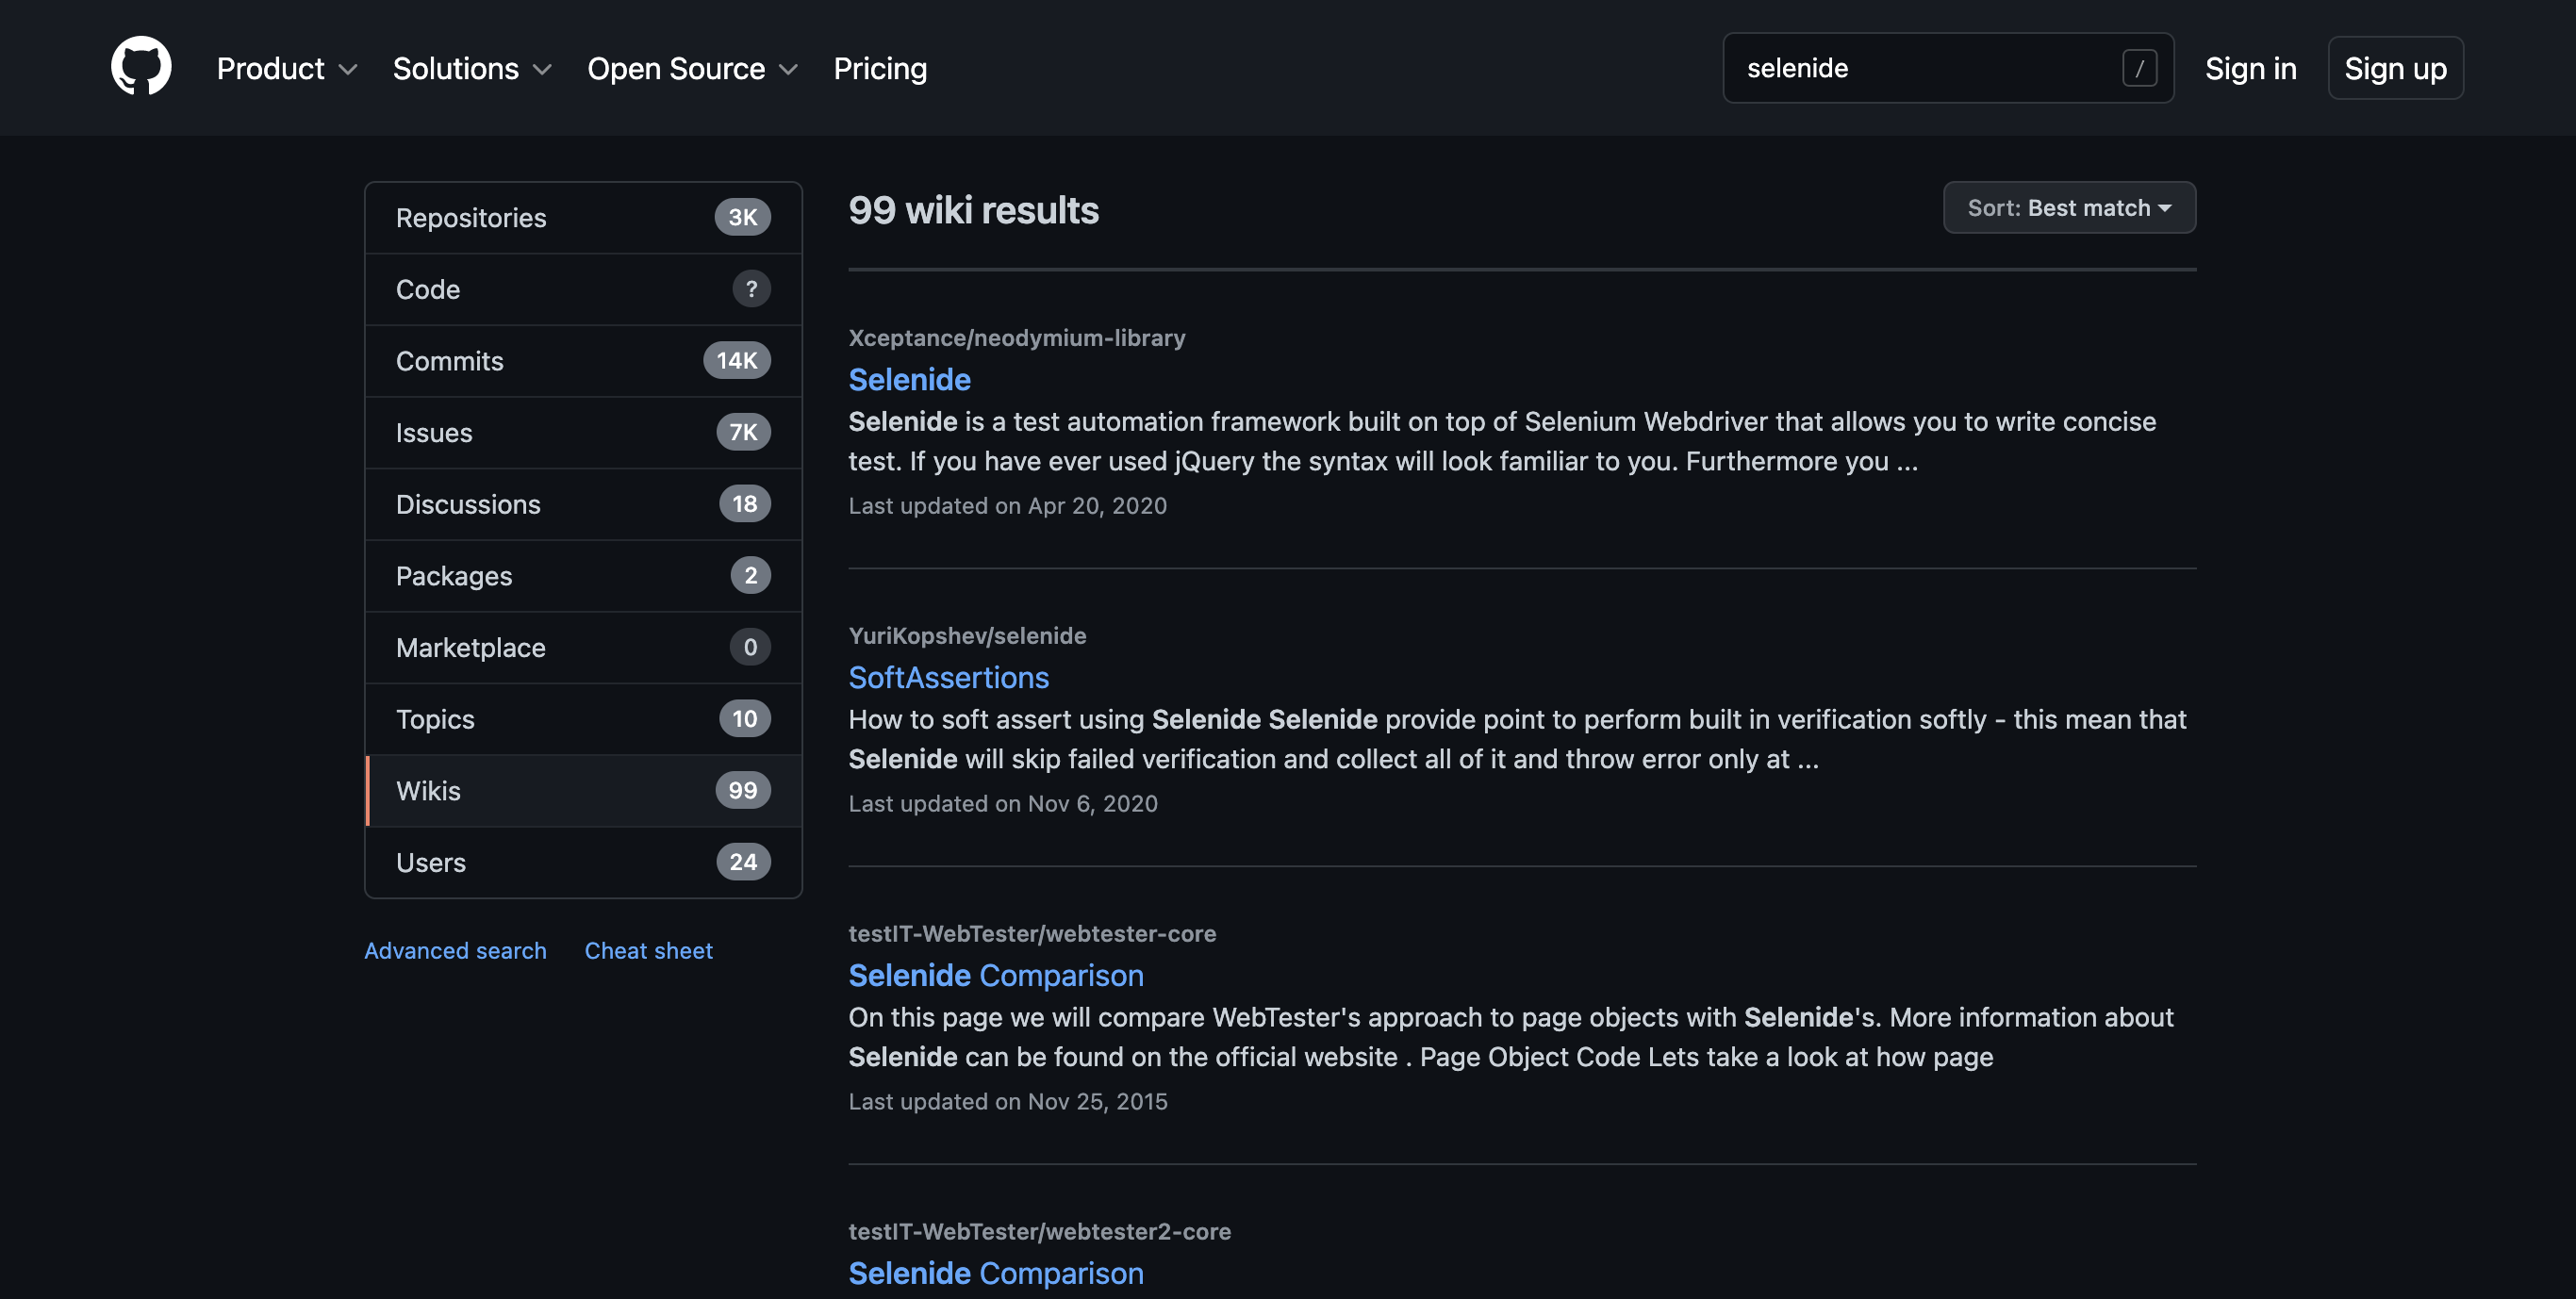 Product Solutions Open Source Pricing selenide / Sign in Sign up
Repositories 3K
Code ?
Commits 14K
Issues 7K
Discussions 18
Packages 2
Marketplace 0
Topics 10
Wikis 99
Users 24
Advanced search Cheat sheet
99 wiki results
Sort: Best match
Xceptance/neodymium-library
Selenide
Selenide is a test automation framework built on top of Selenium Webdriver that allows you to write concise
test. If you have ever used jQuery the syntax will look familiar to you. Furthermore you ...
Last updated on Apr 20, 2020
YuriKopshev/selenide
SoftAssertions
How to soft assert using Selenide Selenide provide point to perform built in verification softly - this mean that
Selenide will skip failed verification and collect all of it and throw error only at ...
Last updated on Nov 6, 2020
testIT-WebTester/webtester-core
Selenide Comparison
On this page we will compare WebTester's approach to page objects with Selenide's. More information about
Selenide can be found on the official website . Page Object Code Lets take a look at how page
Last updated on Nov 25, 2015
testIT-WebTester/webtester2-core
Selenide Comparison